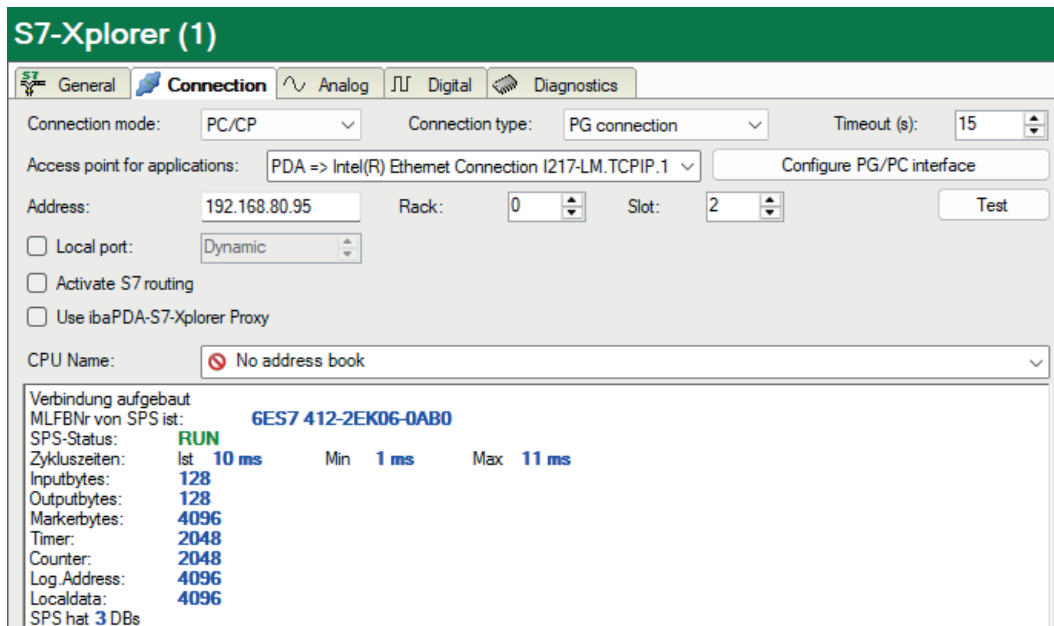 S7-Xplorer (1)
S7 General Connection Analog Digital Diagnostics
Connection mode: PC/CP Connection type: PG connection Timeout (s): 15
Access point for applications: PDA => Intel(R) Ethernet Connection I217-LM.TCPIP.1 Configure PG/PC interface
Address: 192.168.80.95 Rack: 0 Slot: 2 Test
Local port: Dynamic
Activate S7 routing
Use ibaPDA-S7-Xplorer Proxy
CPU Name: No address book
Verbindung aufgebaut
MLFBNr von SPS ist: 6ES7 412-2EK06-0AB0
SPS-Status: RUN
Zykluszeiten: Ist 10 ms Min 1 ms Max 11 ms
Inputbytes: 128
Outputbytes: 128
Markerbytes: 4096
Timer: 2048
Counter: 2048
Log.Address: 4096
Localdata: 4096
SPS hat 3 DBs